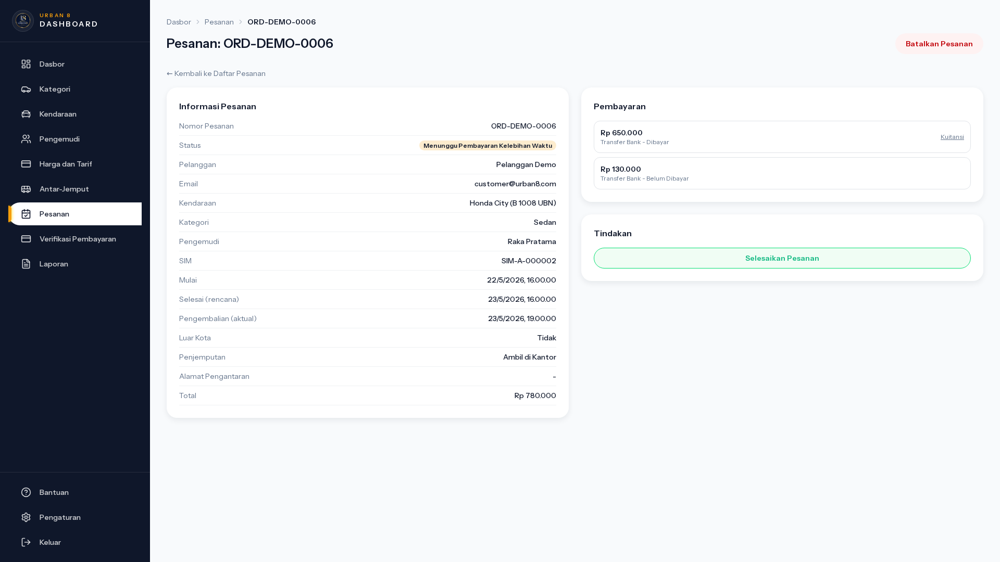 URBAN 8
DASHBOARD
Dasbor
Kategori
Kendaraan
Pengemudi
Harga dan Tarif
Antar-Jemput
Pesanan
Verifikasi Pembayaran
Laporan
Bantuan
Pengaturan
Keluar
Dasbor > Pesanan > ORD-DEMO-0006
Pesanan: ORD-DEMO-0006
Batalkan Pesanan
← Kembali ke Daftar Pesanan
Informasi Pesanan
Nomor Pesanan ORD-DEMO-0006
Status Menunggu Pembayaran Kelebihan Waktu
Pelanggan Pelanggan Demo
Email customer@urban8.com
Kendaraan Honda City (B 1008 UBN)
Kategori Sedan
Pengemudi Raka Pratama
SIM SIM-A-000002
Mulai 22/5/2026, 16.00.00
Selesai (rencana) 23/5/2026, 16.00.00
Pengembalian (aktual) 23/5/2026, 19.00.00
Luar Kota Tidak
Penjemputan Ambil di Kantor
Alamat Pengantaran -
Total Rp 780.000
Pembayaran
Rp 650.000
Transfer Bank - Dibayar
Kuitansi
Rp 130.000
Transfer Bank - Belum Dibayar
Tindakan
Selesaikan Pesanan